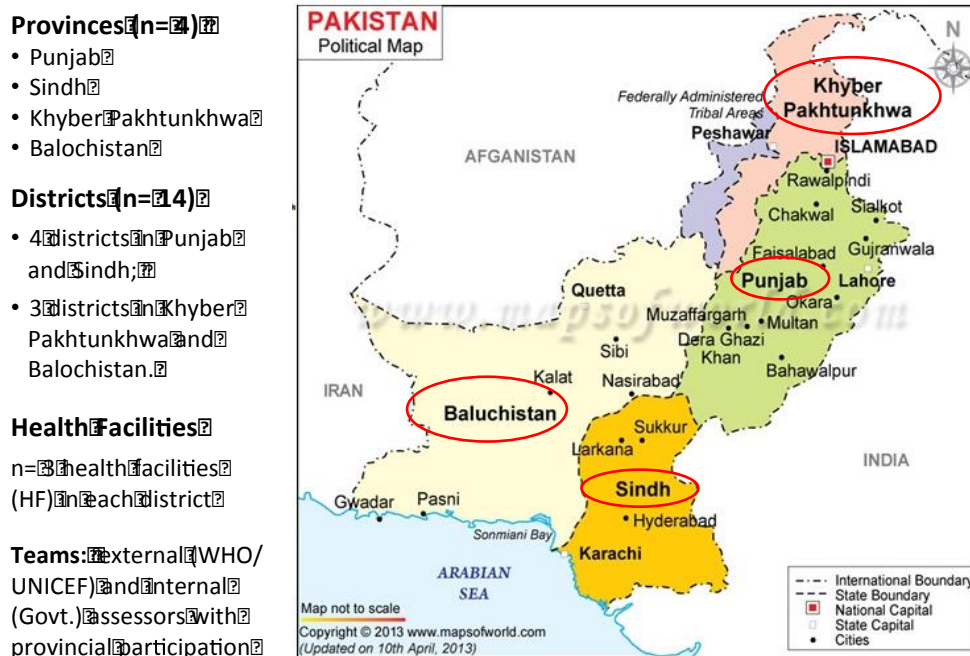 Provinces (n= 4)
• Punjab
• Sindh
• Khyber Pakhtunkhwa
• Balochistan
Districts (n= 14)
• 4 districts in Punjab
and Sindh;
• 3 districts in Khyber
Pakhtunkhwa and
Balochistan.
Health Facilities
n= 3 health facilities
(HF) in each district
Teams: external (WHO/
UNICEF) and internal
(Govt.) assessors with
provincial participation
PAKISTAN
Political Map
N
Khyber
Pakhtunkhwa
Federally Administered
Tribal Areas
Peshawar
AFGANISTAN
ISLAMABAD
Rawalpindi
Chakwal
Sialkot
Gujranwala
Faisalabad
Punjab
Lahore
Quetta
Okara
www.mapsofworld.com
Muzaffargarh
Multan
Dera Ghazi
Khan
Sibi
Bahawalpur
IRAN
Kalat
Nasirabad
Baluchistan
Sukkur
Larkana
INDIA
Sindh
Gwadar
Pasni
Hyderabad
Sonmiani Bay
Karachi
ARABIAN
SEA
Map not to scale
Copyright © 2013 www.mapsofworld.com
(Updated on 10th April, 2013)
International Boundary
State Boundary
National Capital
State Capital
Cities